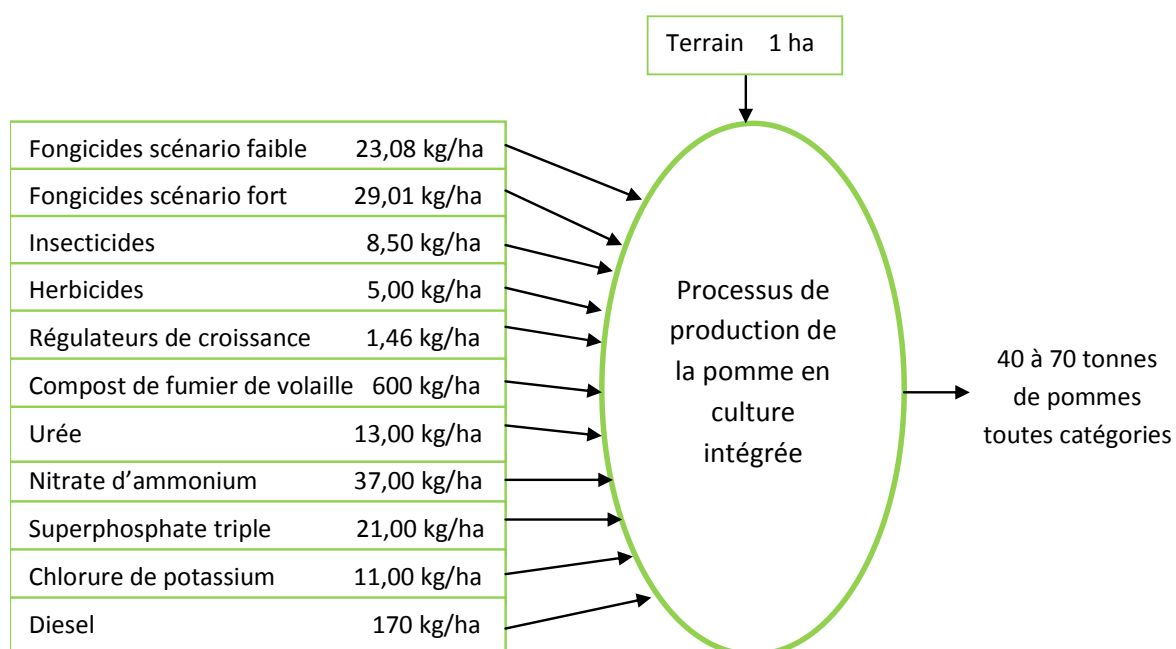 Terrain 1 ha
Fongicides scénario faible 23,08 kg/ha
Fongicides scénario fort 29,01 kg/ha
Insecticides 8,50 kg/ha
Herbicides 5,00 kg/ha
Régulateurs de croissance 1,46 kg/ha
Compost de fumier de volaille 600 kg/ha
Urée 13,00 kg/ha
Nitrate d’ammonium 37,00 kg/ha
Superphosphate triple 21,00 kg/ha
Chlorure de potassium 11,00 kg/ha
Diesel 170 kg/ha
Processus de
production de
la pomme en
culture
intégrée
40 à 70 tonnes
de pommes
toutes catégories